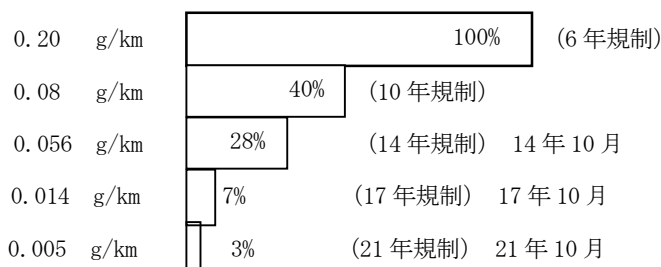 0.20 g/km 100% (6年規制)
0.08 g/km 40% (10年規制)
0.056 g/km 28% (14年規制) 14年10月
0.014 g/km 7% (17年規制) 17年10月
0.005 g/km 3% (21年規制) 21年10月